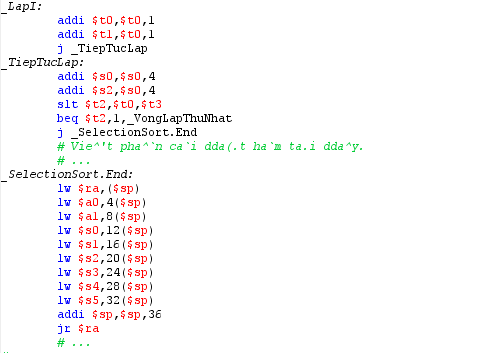 _LapI:
addi $t0,$t0,1
addi $t1,$t0,1
j _TiepTucLap
_TiepTucLap:
addi $s0,$s0,4
addi $s2,$s0,4
slt $t2,$t0,$t3
beq $t2,1,_VongLapThuNhat
j _SelectionSort.End
# Vie^'t pha^`n ca`i dda(.t ha`m ta.i dda^y.
# ...
_SelectionSort.End:
lw $ra,($sp)
lw $a0,4($sp)
lw $a1,8($sp)
lw $s0,12($sp)
lw $s1,16($sp)
lw $s2,20($sp)
lw $s3,24($sp)
lw $s4,28($sp)
lw $s5,32($sp)
addi $sp,$sp,36
jr $ra
# ...